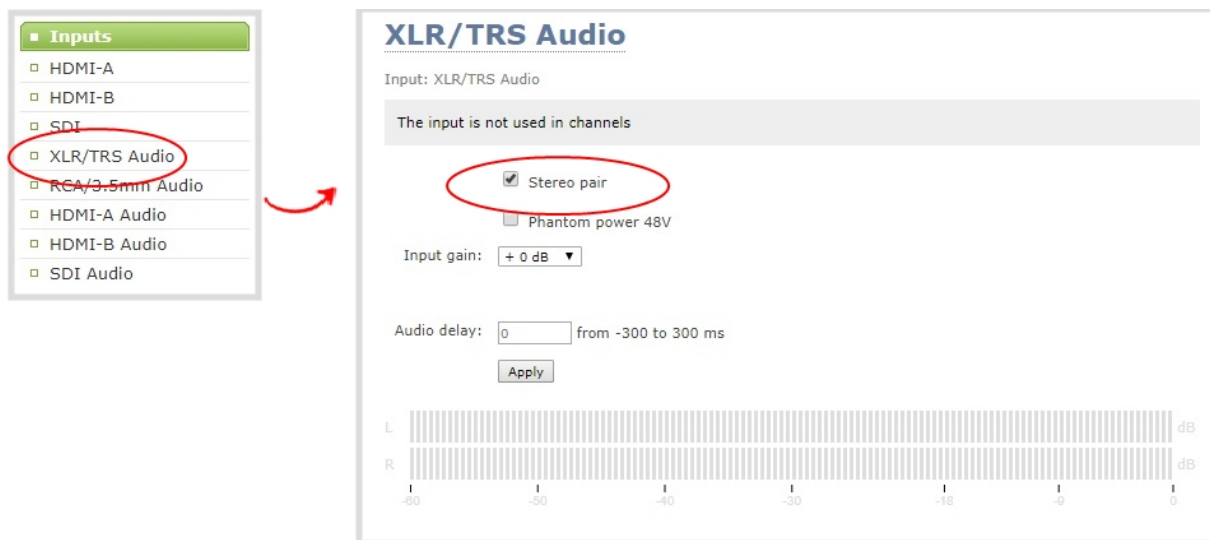 Inputs
HDMI-A
HDMI-B
SDI
XLR/TRS Audio
RCA/3.5mm Audio
HDMI-A Audio
HDMI-B Audio
SDI Audio
XLR/TRS Audio
Input: XLR/TRS Audio
The input is not used in channels
Stereo pair
Phantom power 48V
Input gain: + 0 dB
Audio delay: 0 from -300 to 300 ms
Apply
L dB
R dB
-60 -50 -40 -30 -18 -9 0